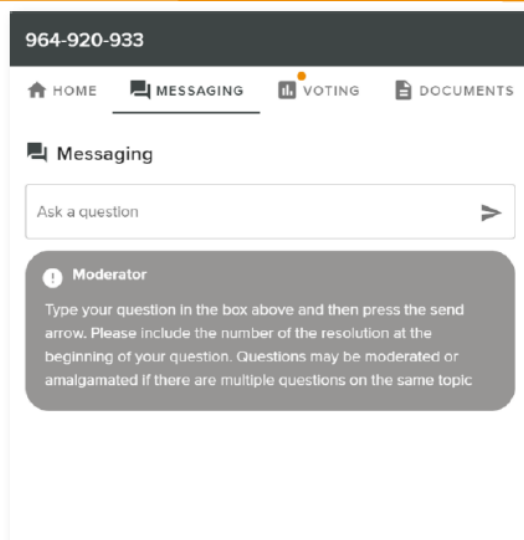 964-920-933
HOME MESSAGING VOTING DOCUMENTS
Messaging
Ask a question
Moderator
Type your question in the box above and then press the send
arrow. Please include the number of the resolution at the
beginning of your question. Questions may be moderated or
amalgamated if there are multiple questions on the same topic